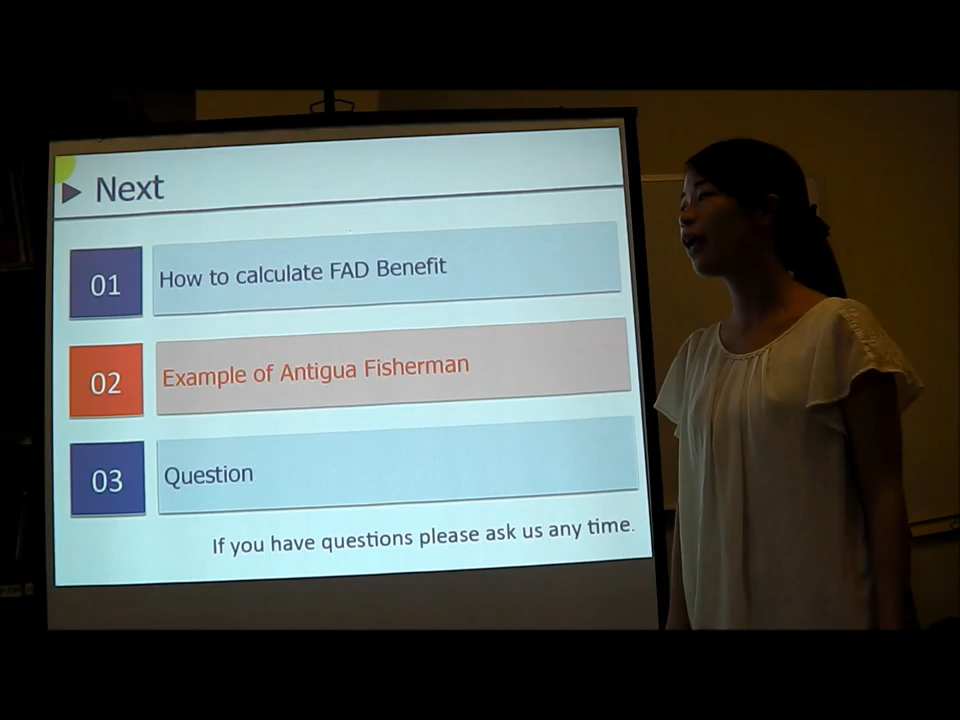 Next
01 How to calculate FAD Benefit
02 Example of Antigua Fisherman
03 Question
If you have questions please ask us any time.